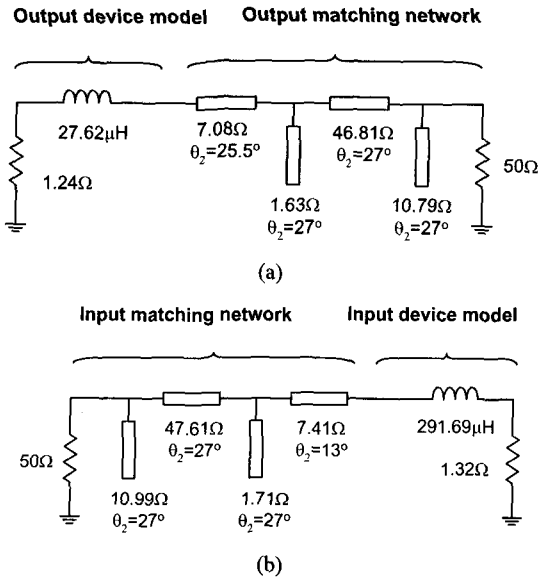 Output device model Output matching network
27.62μH 7.08Ω 46.81Ω
θ₂=25.5° θ₂=27° 50Ω
1.24Ω 1.63Ω 10.79Ω
θ₂=27° θ₂=27°
(a)
Input matching network Input device model
47.61Ω 7.41Ω 291.69μH
50Ω θ₂=27° θ₂=13° 1.32Ω
10.99Ω 1.71Ω
θ₂=27° θ₂=27°
(b)